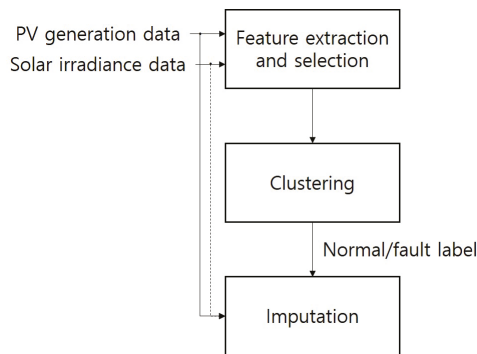 PV generation data
Solar irradiance data
Feature extraction
and selection
Clustering
Normal/fault label
Imputation